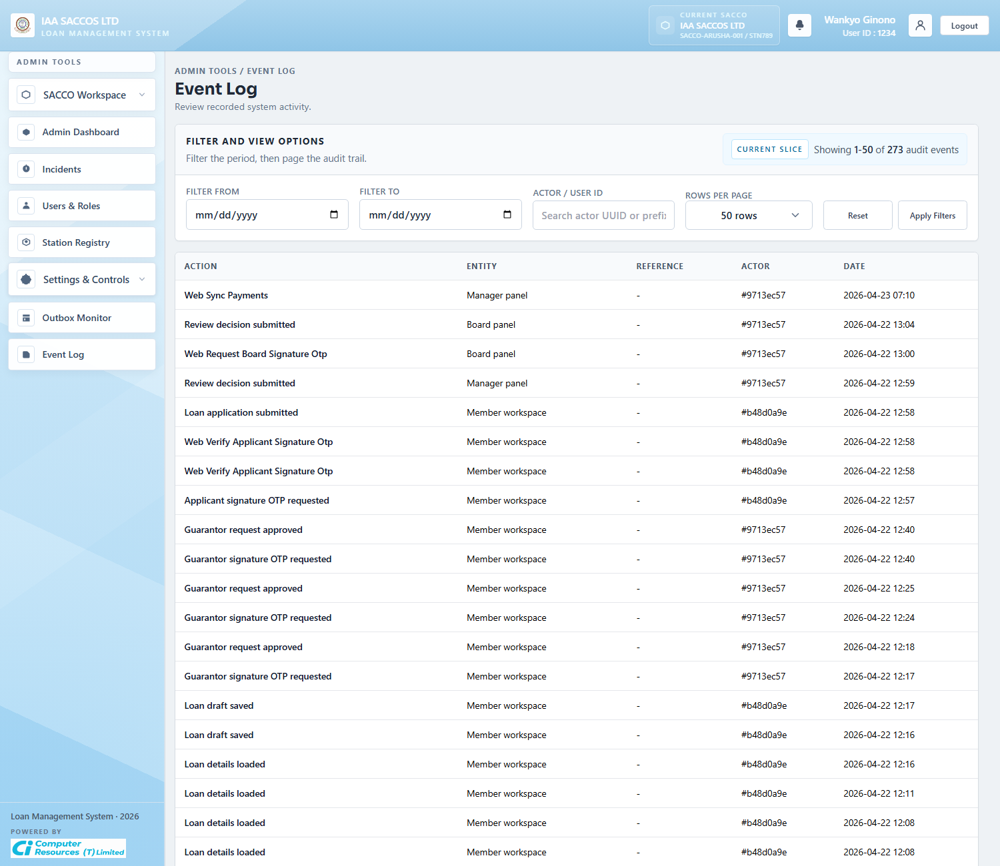 IAA SACCOS LTD
LOAN MANAGEMENT SYSTEM
CURRENT SACCO
IAA SACCOS LTD
SACCO-ARUSHA-001 / STN789
Wankyo Ginono
User ID : 1234
Logout
ADMIN TOOLS
SACCO Workspace
Admin Dashboard
Incidents
Users & Roles
Station Registry
Settings & Controls
Outbox Monitor
Event Log
Loan Management System · 2026
POWERED BY
Ci Computer
Resources (T) Limited
ADMIN TOOLS / EVENT LOG
Event Log
Review recorded system activity.
FILTER AND VIEW OPTIONS
Filter the period, then page the audit trail.
CURRENT SLICE Showing 1-50 of 273 audit events
FILTER FROM FILTER TO ACTOR / USER ID ROWS PER PAGE
mm/dd/yyyy mm/dd/yyyy Search actor UUID or prefix 50 rows Reset Apply Filters
ACTION ENTITY REFERENCE ACTOR DATE
Web Sync Payments Manager panel - #9713ec57 2026-04-23 07:10
Review decision submitted Board panel - #9713ec57 2026-04-22 13:04
Web Request Board Signature Otp Board panel - #9713ec57 2026-04-22 13:00
Review decision submitted Manager panel - #9713ec57 2026-04-22 12:59
Loan application submitted Member workspace - #b48d0a9e 2026-04-22 12:58
Web Verify Applicant Signature Otp Member workspace - #b48d0a9e 2026-04-22 12:58
Web Verify Applicant Signature Otp Member workspace - #b48d0a9e 2026-04-22 12:58
Applicant signature OTP requested Member workspace - #b48d0a9e 2026-04-22 12:57
Guarantor request approved Member workspace - #9713ec57 2026-04-22 12:40
Guarantor signature OTP requested Member workspace - #9713ec57 2026-04-22 12:40
Guarantor request approved Member workspace - #9713ec57 2026-04-22 12:25
Guarantor signature OTP requested Member workspace - #9713ec57 2026-04-22 12:24
Guarantor request approved Member workspace - #9713ec57 2026-04-22 12:18
Guarantor signature OTP requested Member workspace - #9713ec57 2026-04-22 12:17
Loan draft saved Member workspace - #b48d0a9e 2026-04-22 12:17
Loan draft saved Member workspace - #b48d0a9e 2026-04-22 12:16
Loan details loaded Member workspace - #b48d0a9e 2026-04-22 12:16
Loan details loaded Member workspace - #b48d0a9e 2026-04-22 12:11
Loan details loaded Member workspace - #b48d0a9e 2026-04-22 12:08
Loan details loaded Member workspace - #b48d0a9e 2026-04-22 12:08